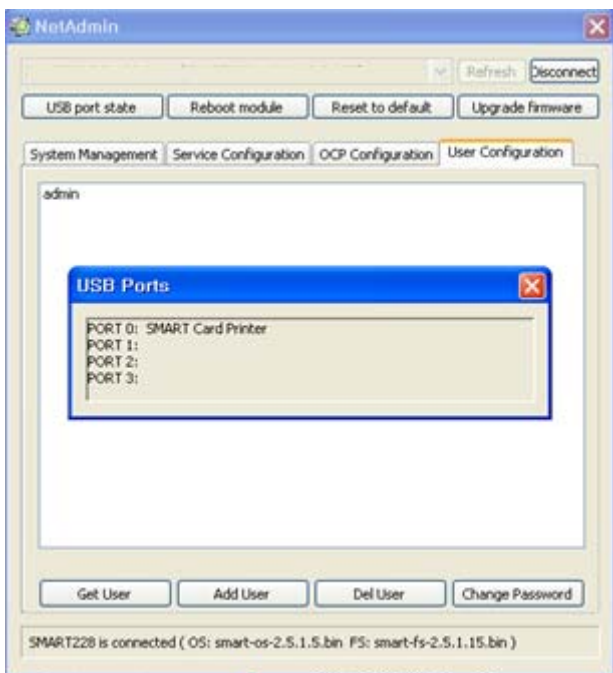 NetAdmin
Refresh Disconnect
USB port state Reboot module Reset to default Upgrade firmware
System Management Service Configuration OCP Configuration User Configuration
admin
USB Ports
PORT 0: SMART Card Printer
PORT 1:
PORT 2:
PORT 3:
Get User Add User Del User Change Password
SMART228 is connected ( OS: smart-os-2.5.1.5.bin FS: smart-fs-2.5.1.15.bin )